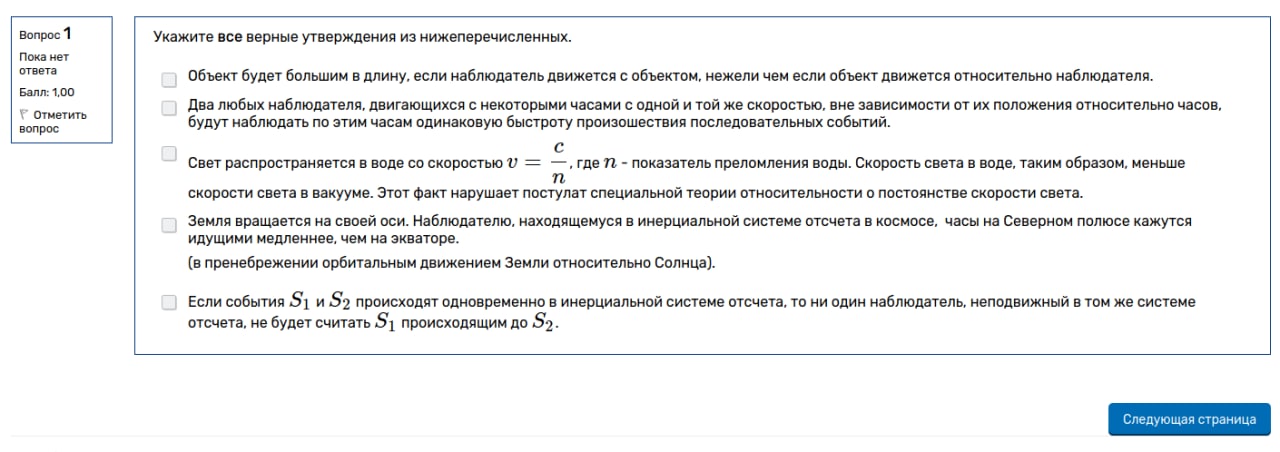 Вопрос 1
Пока нет
ответа
Балл: 1,00
Отметить
вопрос
Укажите все верные утверждения из нижеперечисленных.
Объект будет большим в длину, если наблюдатель движется с объектом, нежели чем если объект движется относительно наблюдателя.
Два любых наблюдателя, двигающихся с некоторыми часами с одной и той же скоростью, вне зависимости от их положения относительно часов,
будут наблюдать по этим часам одинаковую быстроту произошествия последовательных событий.
Свет распространяется в воде со скоростью v = c/n, где n - показатель преломления воды. Скорость света в воде, таким образом, меньше
скорости света в вакууме. Этот факт нарушает постулат специальной теории относительности о постоянстве скорости света.
Земля вращается на своей оси. Наблюдателю, находящемуся в инерциальной системе отсчета в космосе, часы на Северном полюсе кажутся
идущими медленнее, чем на экваторе.
(в пренебрежении орбитальным движением Земли относительно Солнца).
Если события S₁ и S₂ происходят одновременно в инерциальной системе отсчета, то ни один наблюдатель, неподвижный в том же системе
отсчета, не будет считать S₁ происходящим до S₂.
Следующая страница